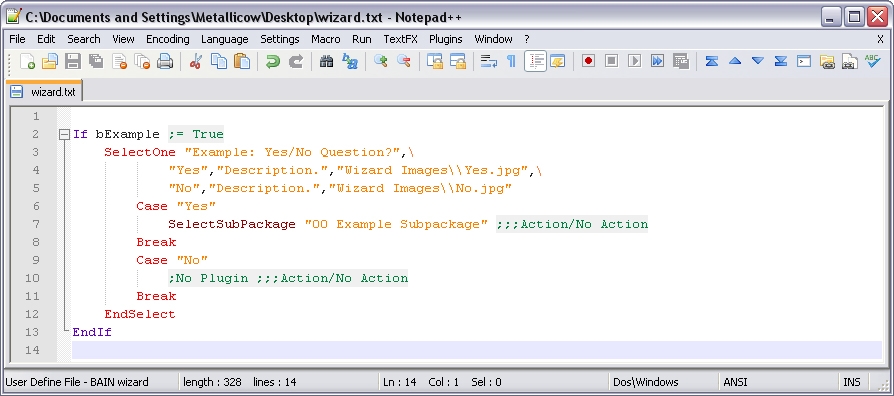 C:\Documents and Settings\Metallicow\Desktop\wizard.txt - Notepad++
File Edit Search View Encoding Language Settings Macro Run TextFX Plugins Window ? X
wizard.txt
1
2 If bExample ;= True
3 SelectOne "Example: Yes/No Question?",\
4 "Yes","Description.","Wizard Images\\Yes.jpg",\
5 "No","Description.","Wizard Images\\No.jpg"
6 Case "Yes"
7 SelectSubPackage "00 Example Subpackage" ;;;Action/No Action
8 Break
9 Case "No"
10 ;No Plugin ;;;Action/No Action
11 Break
12 EndSelect
13 EndIf
14
User Define File - BAIN wizard length : 328 lines : 14 Ln : 14 Col : 1 Sel : 0 Dos\Windows ANSI INS